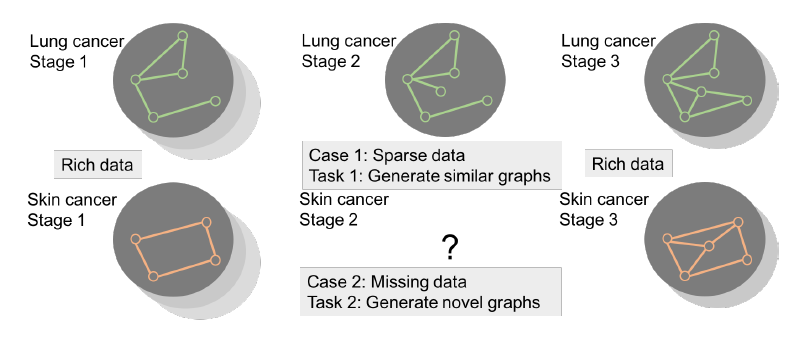 Lung cancer
Stage 1
Lung cancer
Stage 2
Lung cancer
Stage 3
Rich data
Case 1: Sparse data
Task 1: Generate similar graphs
Rich data
Skin cancer
Stage 1
Skin cancer
Stage 2
Skin cancer
Stage 3
?
Case 2: Missing data
Task 2: Generate novel graphs